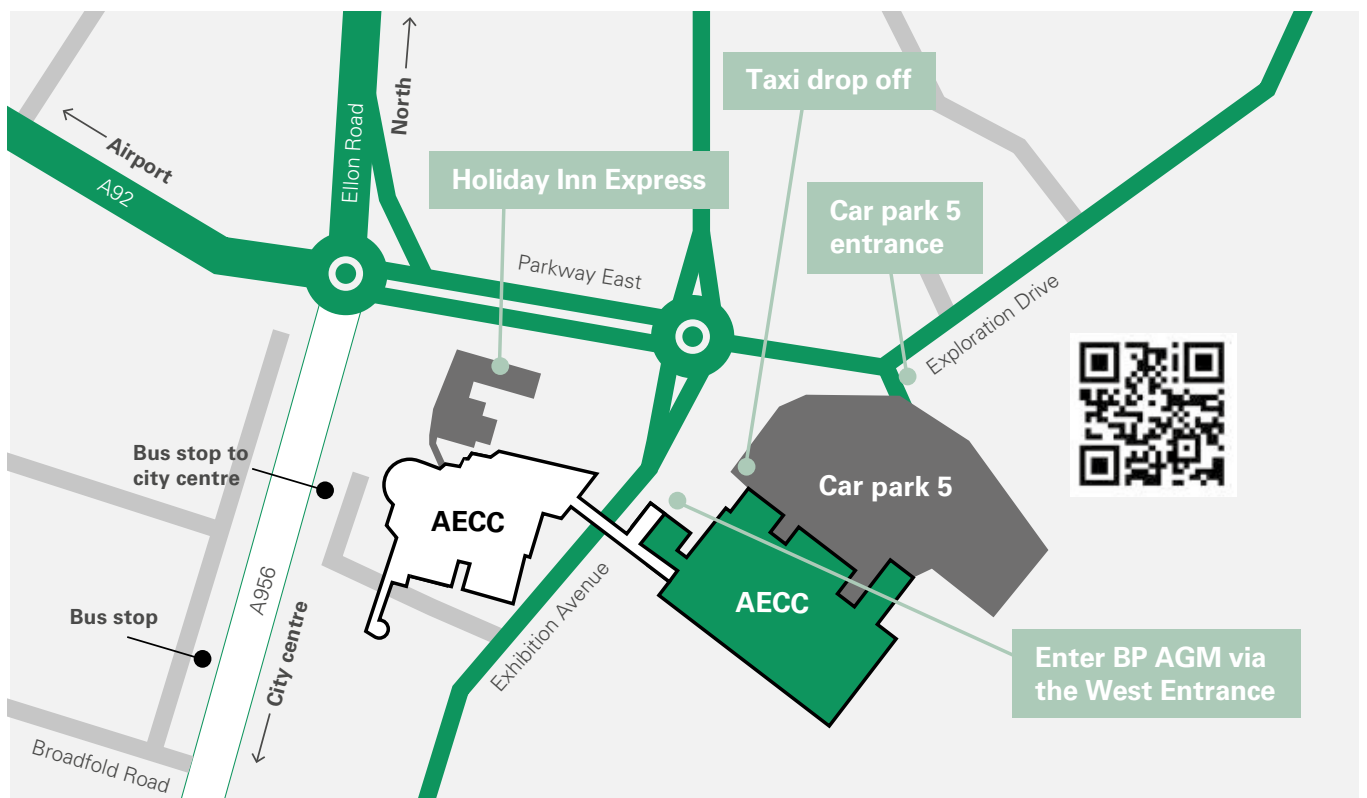 Taxi drop off
North
Ellon Road
Airport
A92
Holiday Inn Express
Car park 5
entrance
Parkway East
Exploration Drive
Bus stop to
city centre
Car park 5
AECC
A956
AECC
Bus stop
City centre
Exhibition Avenue
Enter BP AGM via
the West Entrance
Broadfold Road